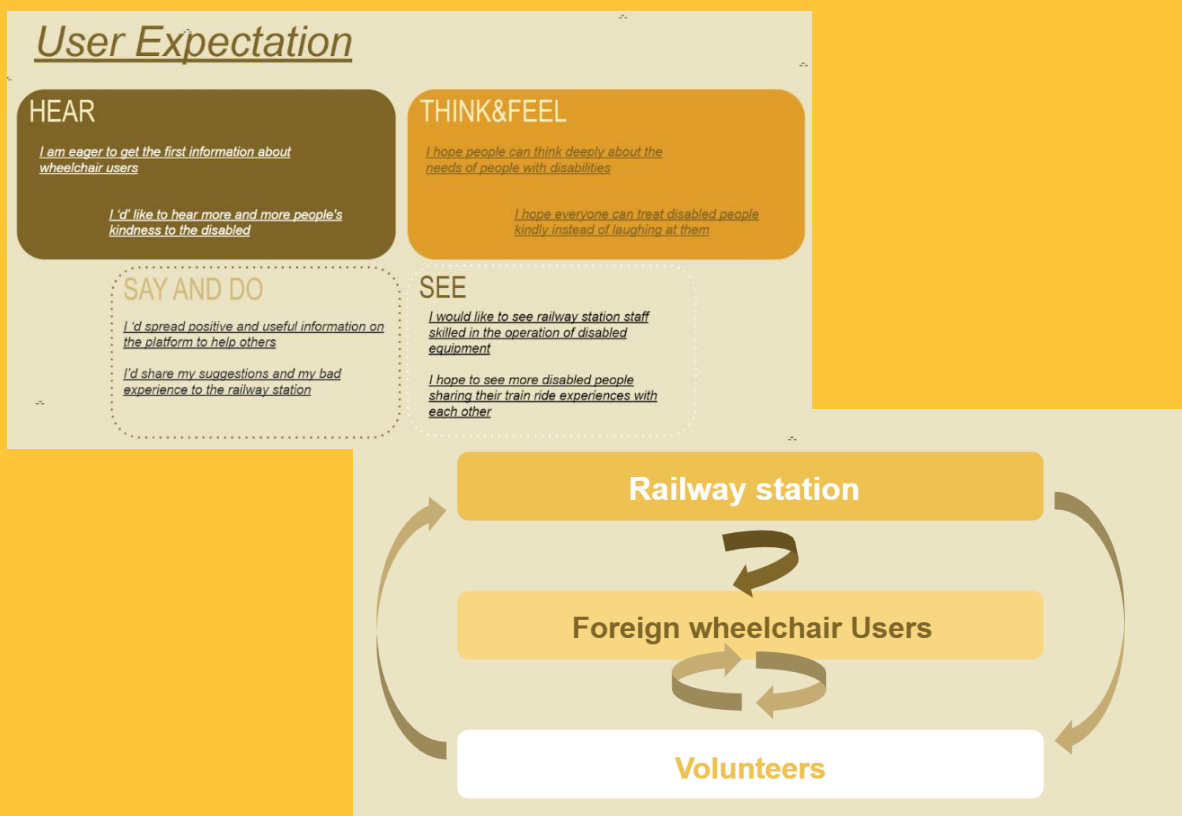 User Expectation
HEAR
I am eager to get the first information about
wheelchair users
I 'd' like to hear more and more people's
kindness to the disabled
THINK&FEEL
I hope people can think deeply about the
needs of people with disabilities
I hope everyone can treat disabled people
kindly instead of laughing at them
SAY AND DO
I 'd spread positive and useful information on
the platform to help others
I'd share my suggestions and my bad
experience to the railway station
SEE
I would like to see railway station staff
skilled in the operation of disabled
equipment
I hope to see more disabled people
sharing their train ride experiences with
each other
Railway station
Foreign wheelchair Users
Volunteers